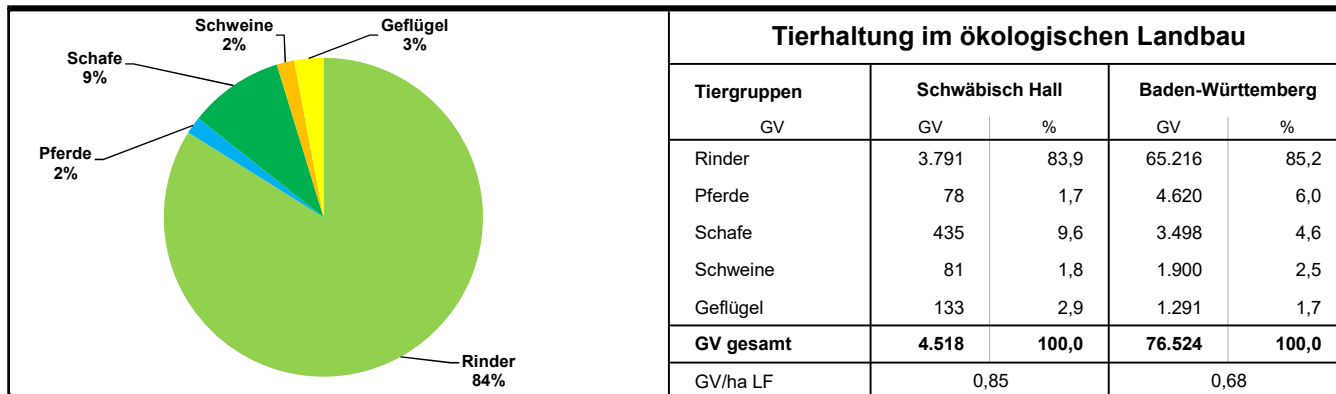 Schweine
2%
Geflügel
3%
Schafe
9%
Pferde
2%
Rinder
84%
Tierhaltung im ökologischen Landbau
Tiergruppen Schwäbisch Hall Baden-Württemberg
GV GV % GV %
Rinder 3.791 83,9 65.216 85,2
Pferde 78 1,7 4.620 6,0
Schafe 435 9,6 3.498 4,6
Schweine 81 1,8 1.900 2,5
Geflügel 133 2,9 1.291 1,7
GV gesamt 4.518 100,0 76.524 100,0
GV/ha LF 0,85 0,68